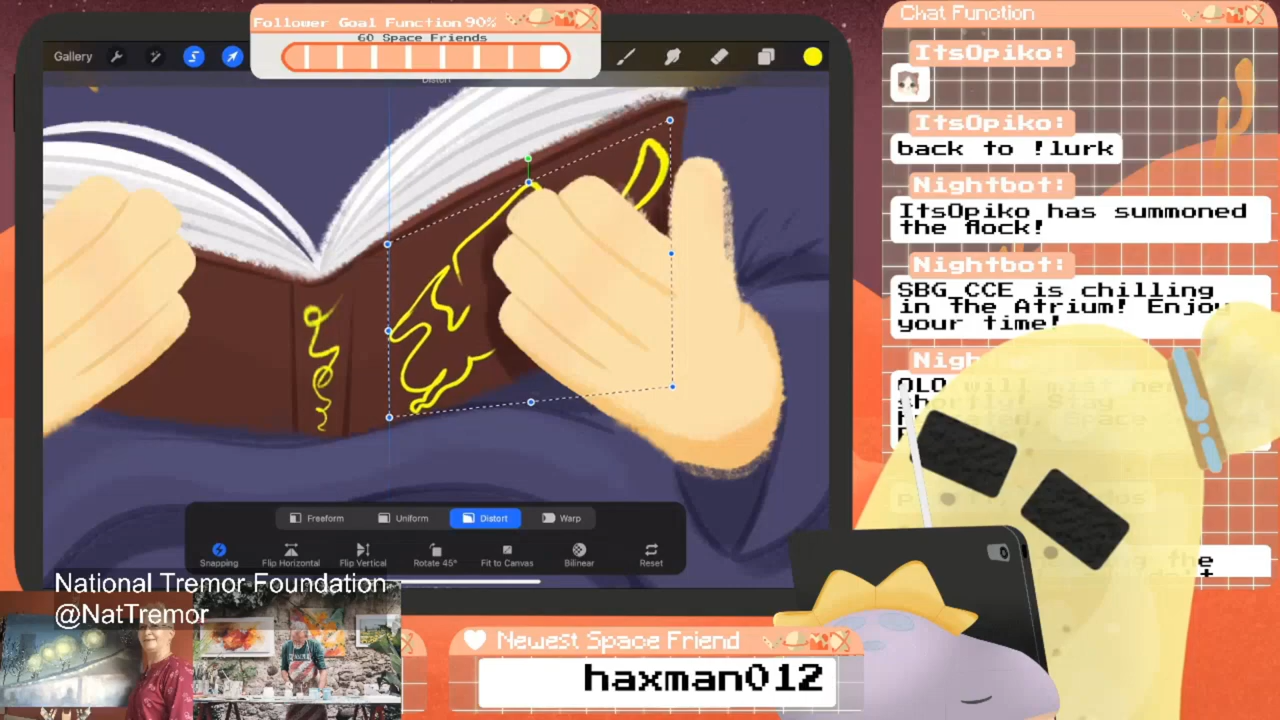 Follower Goal Function 90%
60 Space Friends
Gallery
Distort
Freeform
Uniform
Distort
Warp
Snapping
Flip Horizontal
Flip Vertical
Rotate 45°
Fit to Canvas
Bilinear
Reset
National Tremor Foundation
@NatTremor
Newest Space Friend
haxman012
Chat Function
ItsOpiko:
ItsOpiko:
back to !lurk
Nightbot:
ItsOpiko has summoned
the flock!
Nightbot:
SBG_CCE is chilling
in The Atrium! Enjoy
your time!